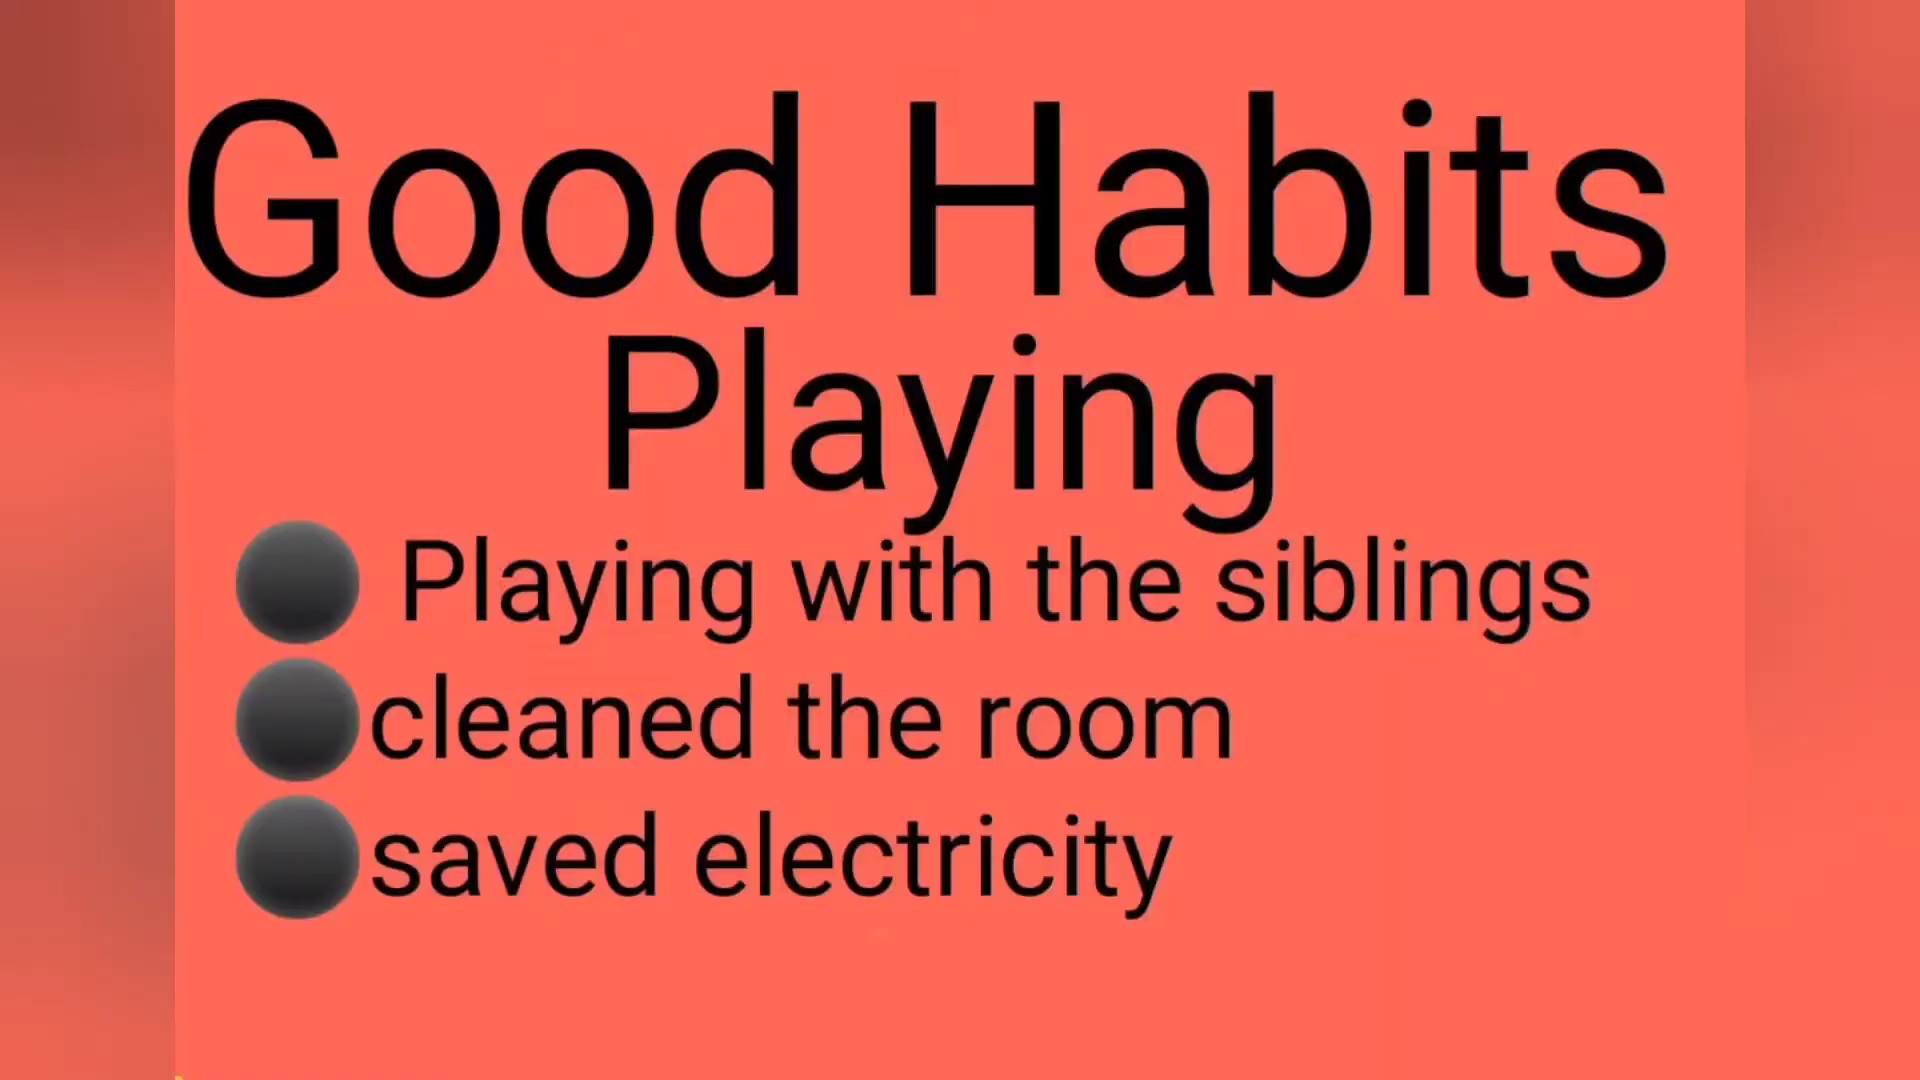 Good Habits
Playing
⚫ Playing with the siblings
⚫cleaned the room
⚫saved electricity